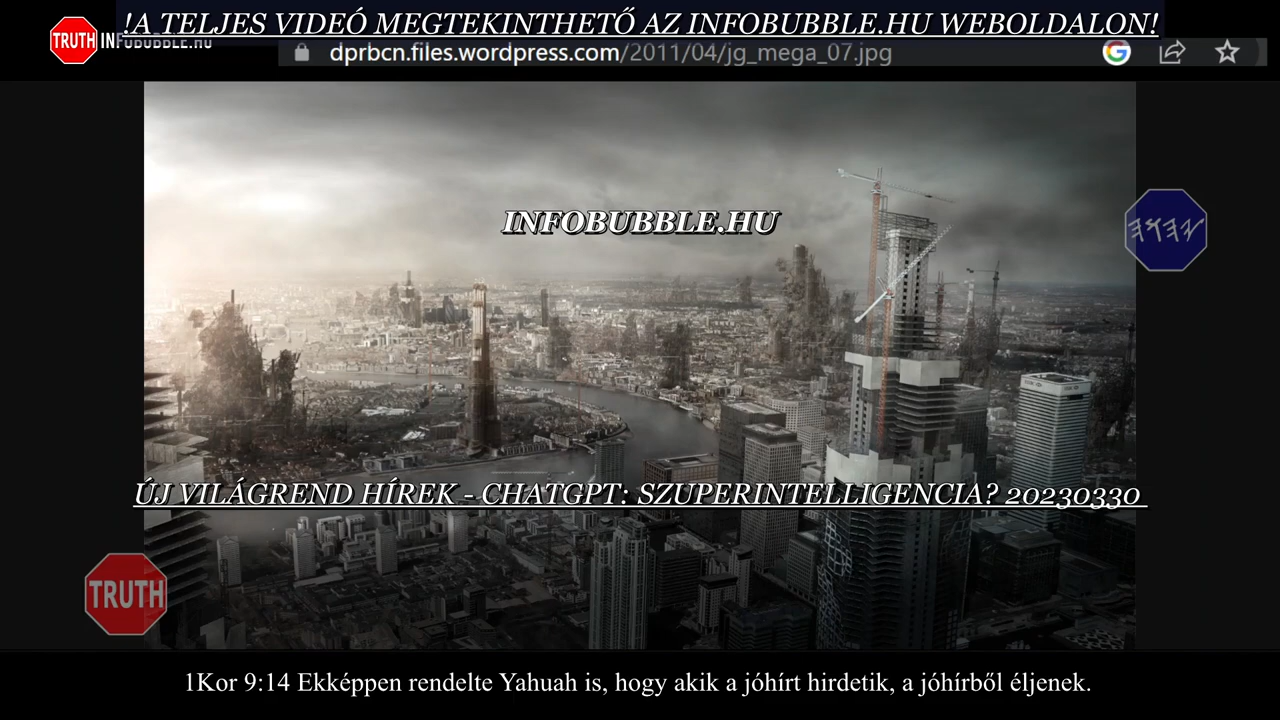 !A TELJES VIDEÓ MEGTEKINTHETŐ AZ INFOBUBBLE.HU WEBOLDALON!
TRUTH INFOBUBBLE.HU
dprbcn.files.wordpress.com/2011/04/jg_mega_07.jpg
INFOBUBBLE.HU
𐤉𐤄𐤅𐤄
ÚJ VILÁGREND HÍREK - CHATGPT: SZUPERINTELLIGENCIA? 20230330
TRUTH
1Kor 9:14 Ekképpen rendelte Yahuah is, hogy akik a jóhírt hirdetik, a jóhírből éljenek.